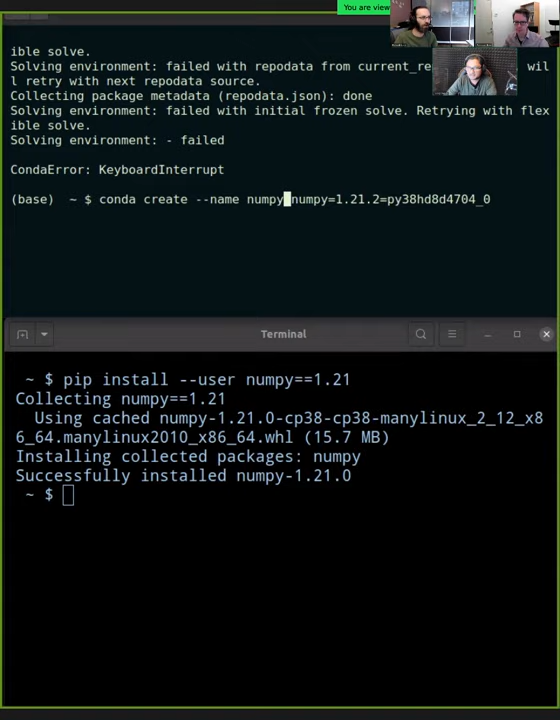 You are view
ible solve.
Solving environment: failed with repodata from current_re wil
l retry with next repodata source.
Collecting package metadata (repodata.json): done
Solving environment: failed with initial frozen solve. Retrying with flex
ible solve.
Solving environment: - failed
CondaError: KeyboardInterrupt
(base) ~ $ conda create --name numpy numpy=1.21.2=py38hd8d4704_0
Terminal
~ $ pip install --user numpy==1.21
Collecting numpy==1.21
Using cached numpy-1.21.0-cp38-cp38-manylinux_2_12_x8
6_64.manylinux2010_x86_64.whl (15.7 MB)
Installing collected packages: numpy
Successfully installed numpy-1.21.0
~ $